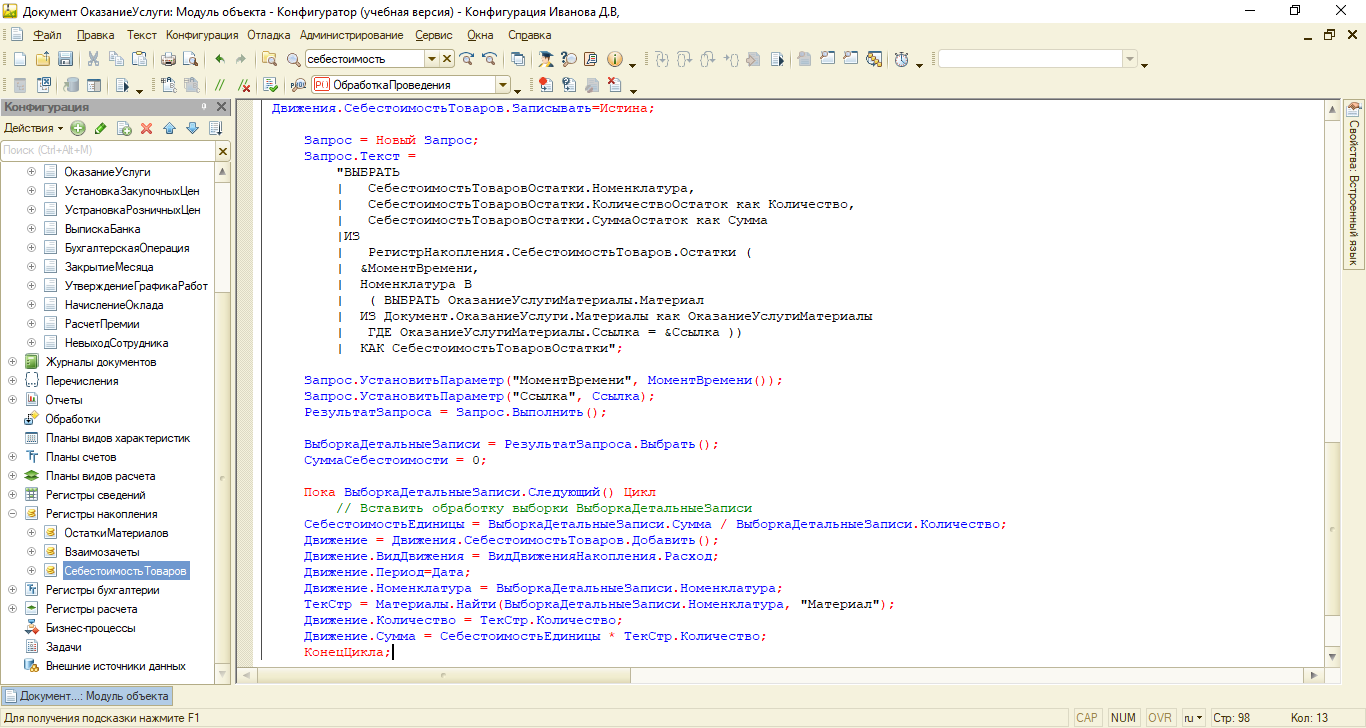 Документ ОказаниеУслуги: Модуль объекта - Конфигуратор (учебная версия) - Конфигурация Иванова Д.В,
Файл Правка Текст Конфигурация Отладка Администрирование Сервис Окна Справка
себестоимость
ОбработкаПроведения
Конфигурация
Действия
Поиск (Ctrl+Alt+M)
ОказаниеУслуги
УстановкаЗакупочныхЦен
УстрановкаРозничныхЦен
ВыпискаБанка
БухгалтерскаяОперация
ЗакрытиеМесяца
УтверждениеГрафикаРабот
НачислениеОклада
РасчетПремии
НевыходСотрудника
Журналы документов
Перечисления
Отчеты
Обработки
Планы видов характеристик
Планы счетов
Планы видов расчета
Регистры сведений
Регистры накопления
ОстаткиМатериалов
Взаимозачеты
СебестоимостьТоваров
Регистры бухгалтерии
Регистры расчета
Бизнес-процессы
Задачи
Внешние источники данных
Движения.СебестоимостьТоваров.Записывать=Истина;
Запрос = Новый Запрос;
Запрос.Текст =
"ВЫБРАТЬ
| СебестоимостьТоваровОстатки.Номенклатура,
| СебестоимостьТоваровОстатки.КоличествоОстаток как Количество,
| СебестоимостьТоваровОстатки.СуммаОстаток как Сумма
|ИЗ
| РегистрНакопления.СебестоимостьТоваров.Остатки (
| &МоментВремени,
| Номенклатура В
| ( ВЫБРАТЬ ОказаниеУслугиМатериалы.Материал
| ИЗ Документ.ОказаниеУслуги.Материалы как ОказаниеУслугиМатериалы
| ГДЕ ОказаниеУслугиМатериалы.Ссылка = &Ссылка ))
| КАК СебестоимостьТоваровОстатки";
Запрос.УстановитьПараметр("МоментВремени", МоментВремени());
Запрос.УстановитьПараметр("Ссылка", Ссылка);
РезультатЗапроса = Запрос.Выполнить();
ВыборкаДетальныеЗаписи = РезультатЗапроса.Выбрать();
СуммаСебестоимости = 0;
Пока ВыборкаДетальныеЗаписи.Следующий() Цикл
// Вставить обработку выборки ВыборкаДетальныеЗаписи
СебестоимостьЕдиницы = ВыборкаДетальныеЗаписи.Сумма / ВыборкаДетальныеЗаписи.Количество;
Движение = Движения.СебестоимостьТоваров.Добавить();
Движение.ВидДвижения = ВидДвиженияНакопления.Расход;
Движение.Период=Дата;
Движение.Номенклатура = ВыборкаДетальныеЗаписи.Номенклатура;
ТекСтр = Материалы.Найти(ВыборкаДетальныеЗаписи.Номенклатура, "Материал");
Движение.Количество = ТекСтр.Количество;
Движение.Сумма = СебестоимостьЕдиницы * ТекСтр.Количество;
КонецЦикла;
Свойства: Встроенный язык
Документ...: Модуль объекта
Для получения подсказки нажмите F1
CAP NUM OVR ru Стр: 98 Кол: 13